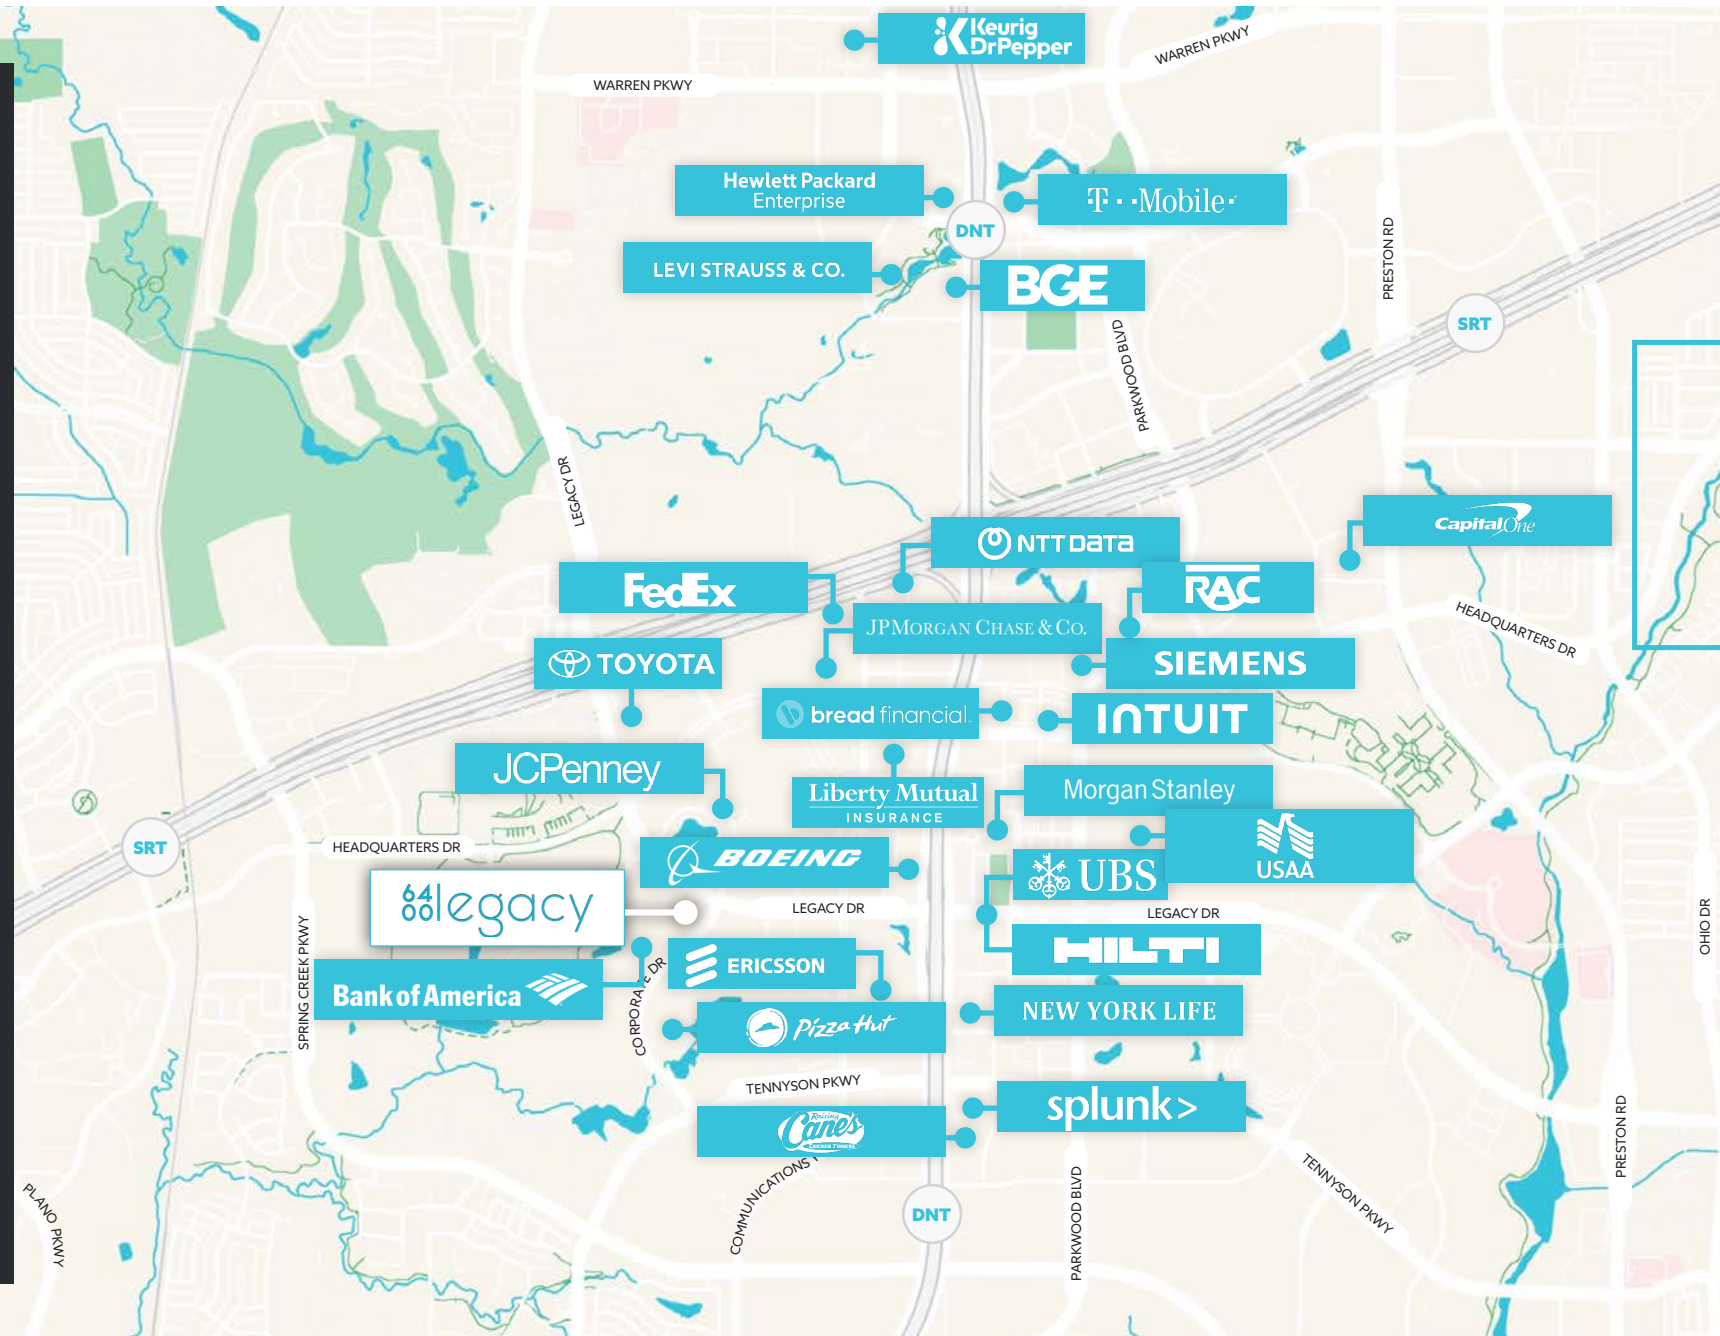 Keurig
DrPepper
WARREN PKWY
WARREN PKWY
Hewlett Packard
Enterprise
T··Mobile·
DNT
LEVI STRAUSS & CO.
BGE
PRESTON RD
SRT
PARKWOOD BLVD
LEGACY DR
CapitalOne
NTT DATA
FedEx
RAC
JPMORGAN CHASE & CO.
HEADQUARTERS DR
TOYOTA
SIEMENS
bread financial
INTUIT
JCPenney
Liberty Mutual
INSURANCE
Morgan Stanley
SRT
HEADQUARTERS DR
BOEING
UBS
USAA
6400 legacy
LEGACY DR
LEGACY DR
OHIO DR
SPRING CREEK PKWY
ERICSSON
HILTI
Bank of America
CORPORATE DR
Pizza Hut
NEW YORK LIFE
TENNYSON PKWY
splunk>
Raising
Cane's
CHICKEN FINGERS
COMMUNICATIONS
PRESTON RD
TENNYSON PKWY
PLANO PKWY
DNT
PARKWOOD BLVD